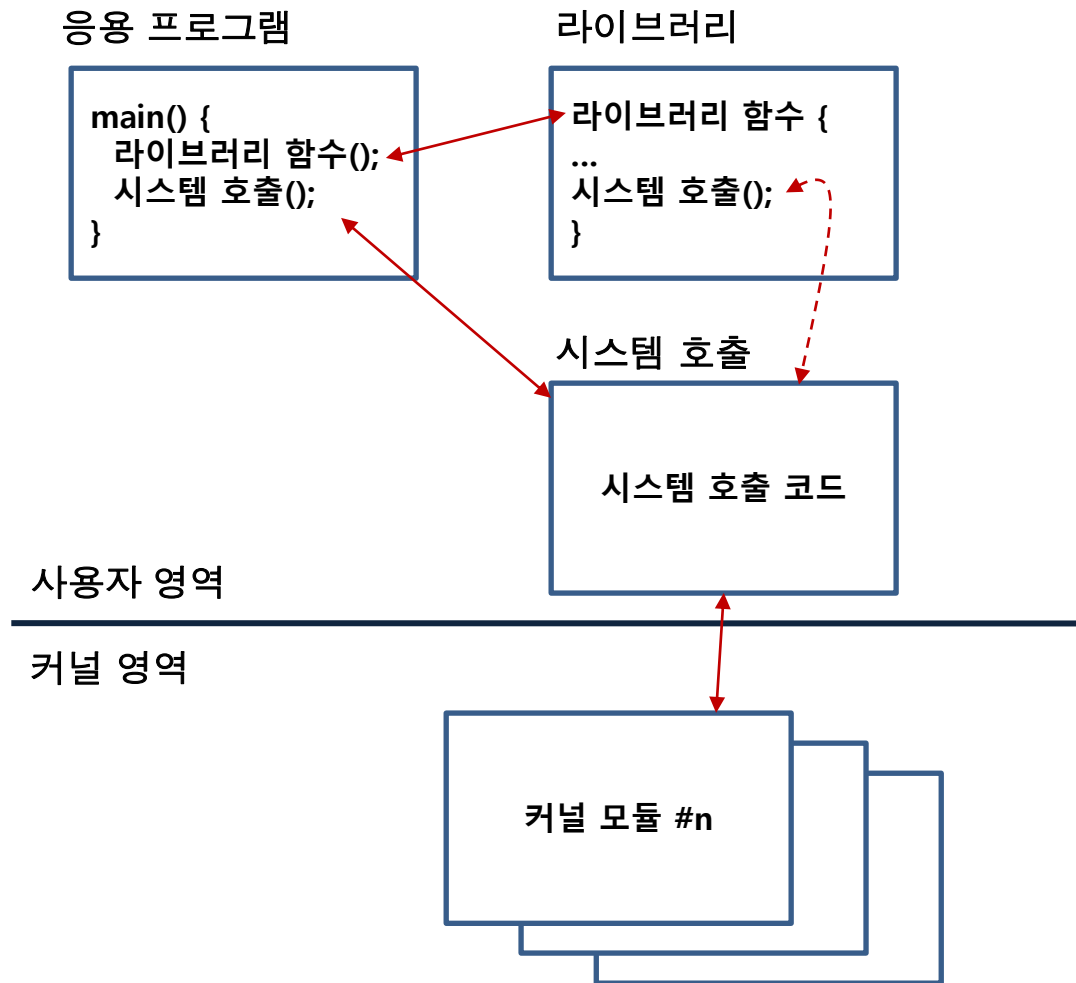 응용 프로그램
main() {
라이브러리 함수();
시스템 호출();
}
라이브러리
라이브러리 함수 {
...
시스템 호출();
}
시스템 호출
시스템 호출 코드
사용자 영역
커널 영역
커널 모듈 #n